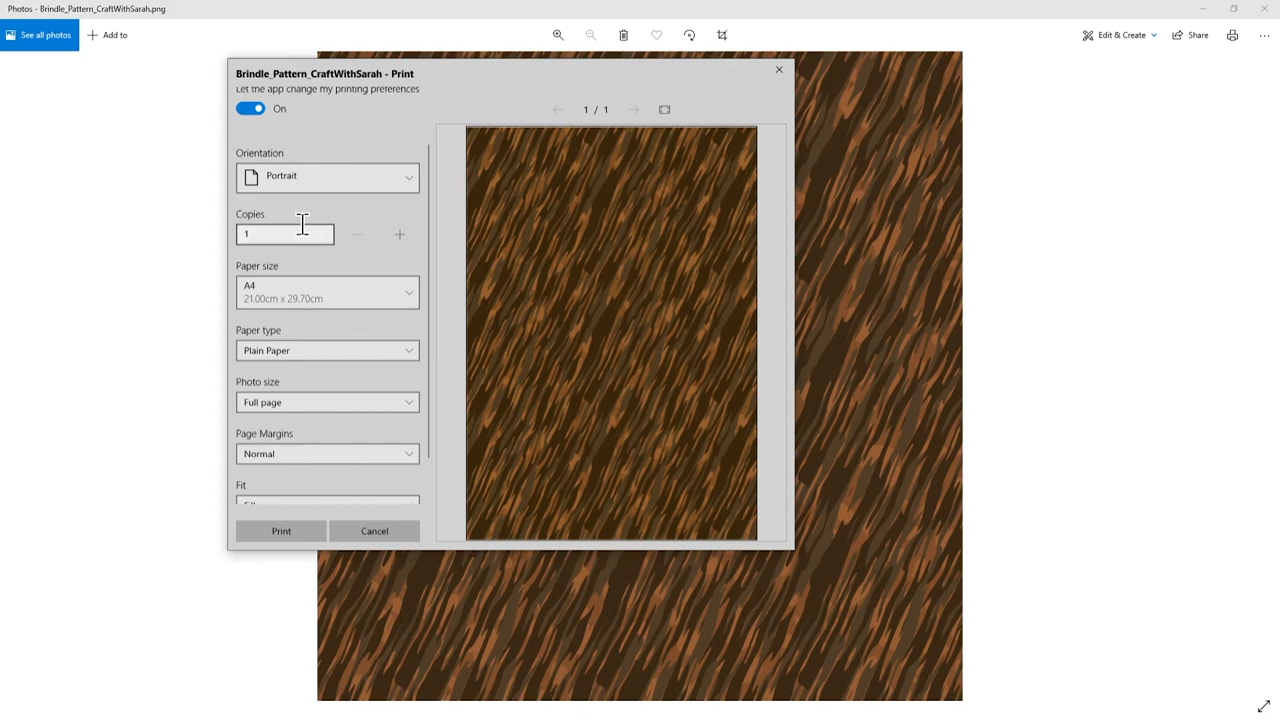 Photos - Brindle_Pattern_CraftWithSarah.png
See all photos
Add to
Edit & Create
Share
Brindle_Pattern_CraftWithSarah - Print
Let the app change my printing preferences
On
1 / 1
Orientation
Portrait
Copies
1
Paper size
A4
21.00cm x 29.70cm
Paper type
Plain Paper
Photo size
Full page
Page Margins
Normal
Fit
Print
Cancel